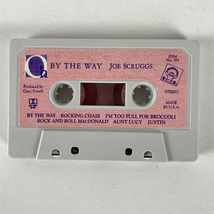 BY THE WAY JOE SCRUGGS
Produced by
Gary Powell
STEREO
MADE
IN U.S.A.
BY THE WAY ROCKING CHAIR I'M TOO FULL FOR BROCCOLI
ROCK AND ROLL MACDONALD AUNT LUCY JUSTIN